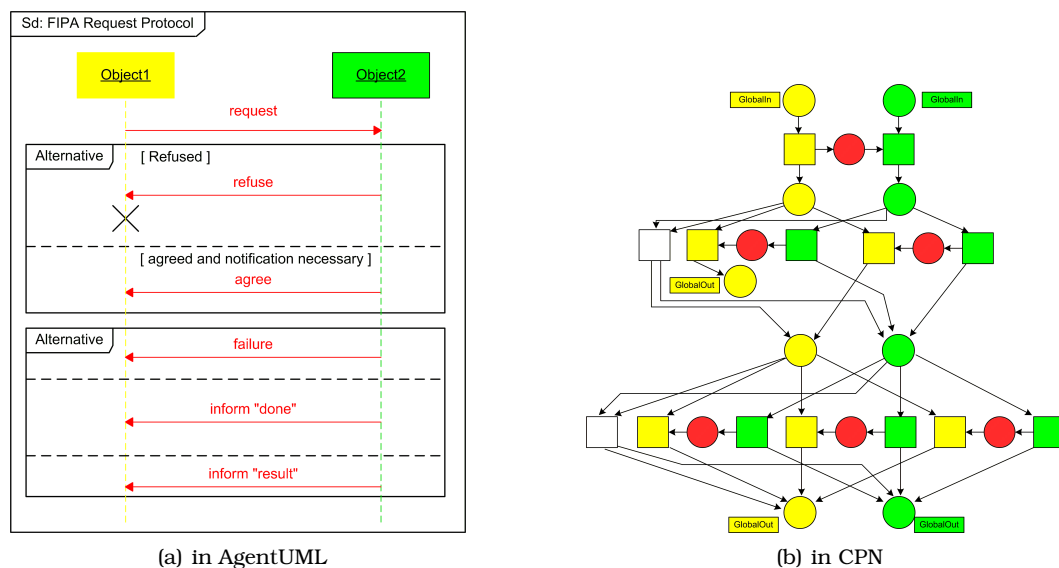 Sd: FIPA Request Protocol
Object1
Object2
request
Alternative
[ Refused ]
refuse
[ agreed and notification necessary ]
agree
Alternative
failure
inform "done"
inform "result"
(a) in AgentUML
GlobalIn
GlobalIn
GlobalOut
GlobalOut
GlobalOut
(b) in CPN